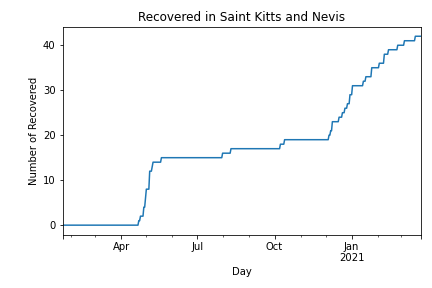 Recovered in Saint Kitts and Nevis
Number of Recovered
40
30
20
10
0
Apr
Jul
Oct
Jan
2021
Day